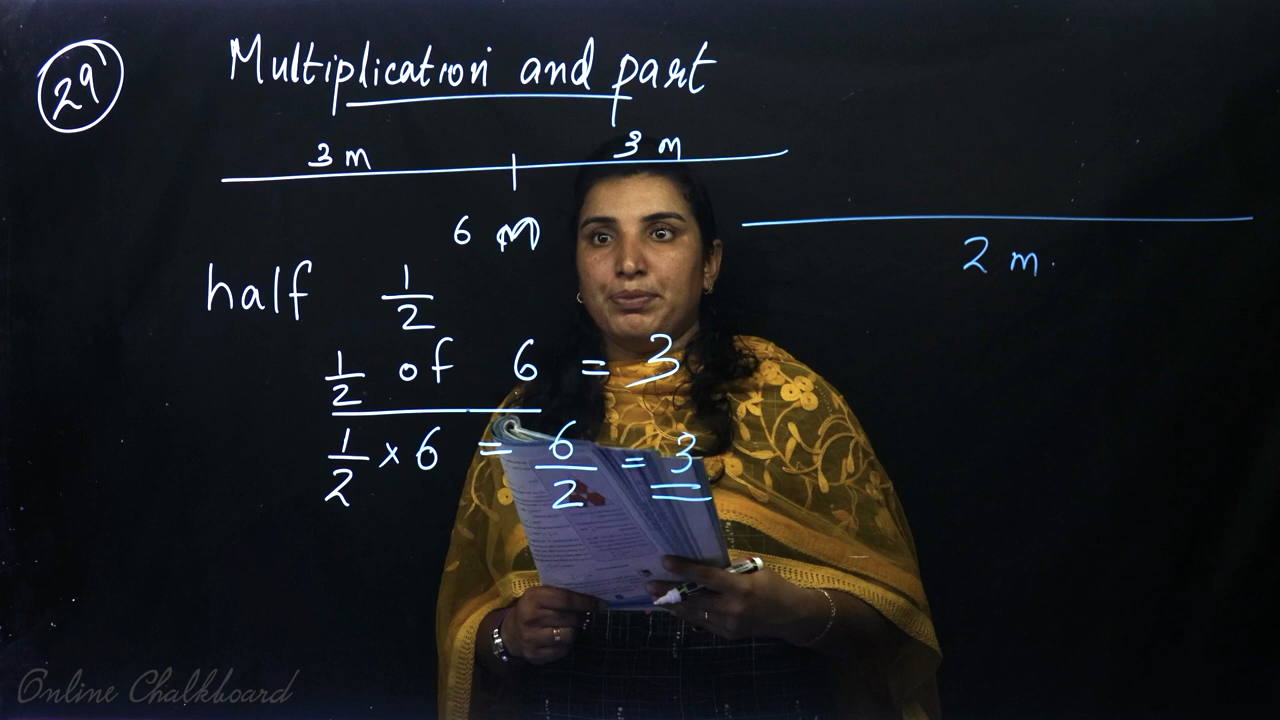 29
Multiplication and part
3 m 3 m
6 m
2 m.
half 1/2
1/2 of 6 = 3
1/2 × 6 = 6/2 = 3
Online Chalkboard